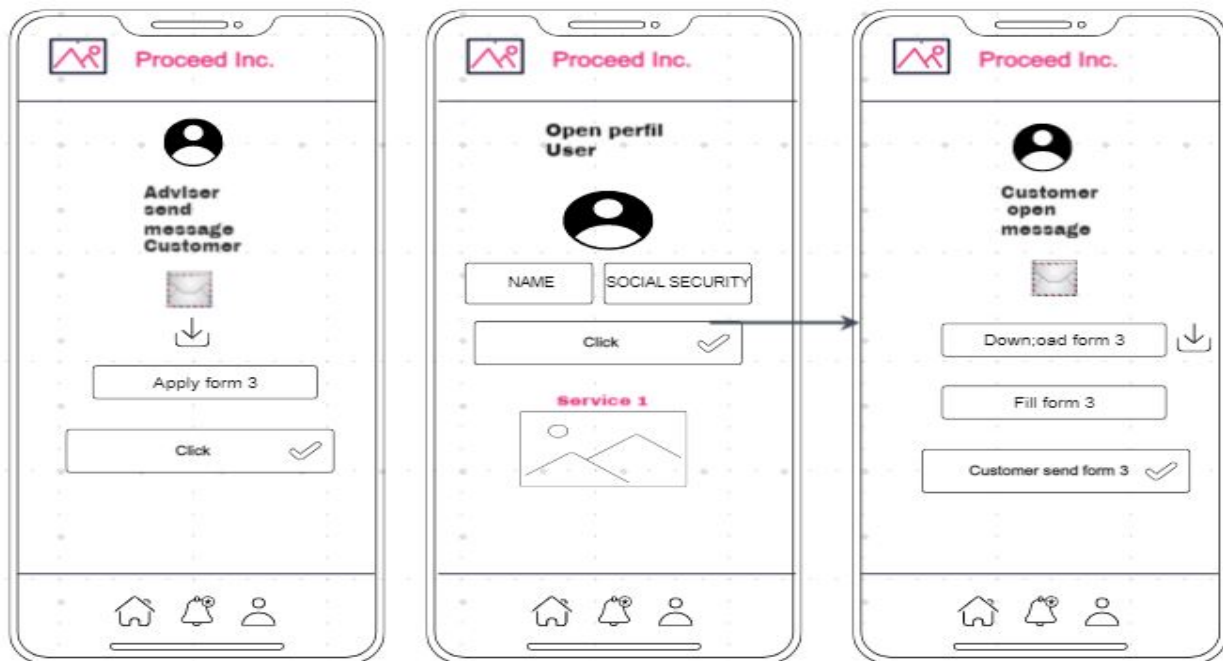 Proceed Inc.
Adviser
send
message
Customer
Apply form 3
Click
Proceed Inc.
Open perfil
User
NAME
SOCIAL SECURITY
Click
Service 1
Proceed Inc.
Customer
open
message
Down;oad form 3
Fill form 3
Customer send form 3